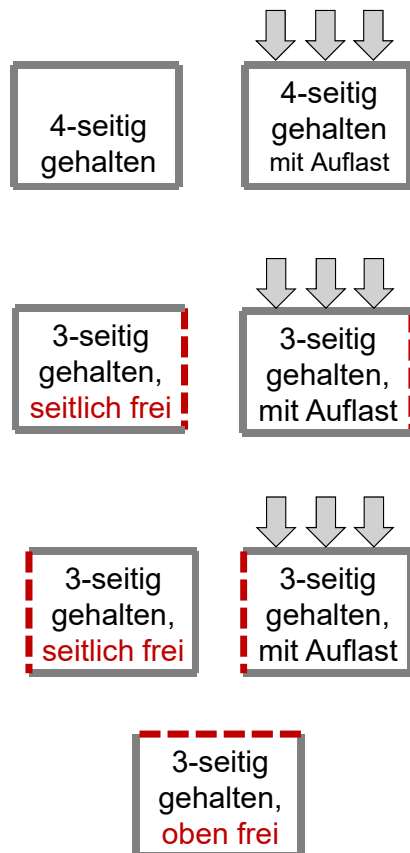 4-seitig
gehalten
4-seitig
gehalten
mit Auflast
3-seitig
gehalten,
seitlich frei
3-seitig
gehalten,
mit Auflast
3-seitig
gehalten,
seitlich frei
3-seitig
gehalten,
mit Auflast
3-seitig
gehalten,
oben frei